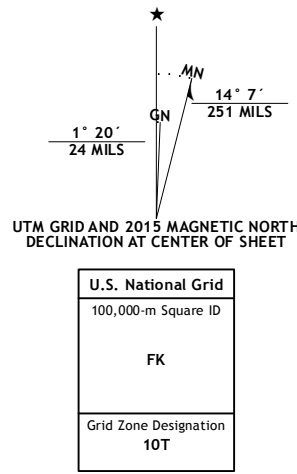 ★
MN
GN
1° 20´
24 MILS
14° 7´
251 MILS
UTM GRID AND 2015 MAGNETIC NORTH
DECLINATION AT CENTER OF SHEET
U.S. National Grid
100,000-m Square ID
FK
Grid Zone Designation
10T